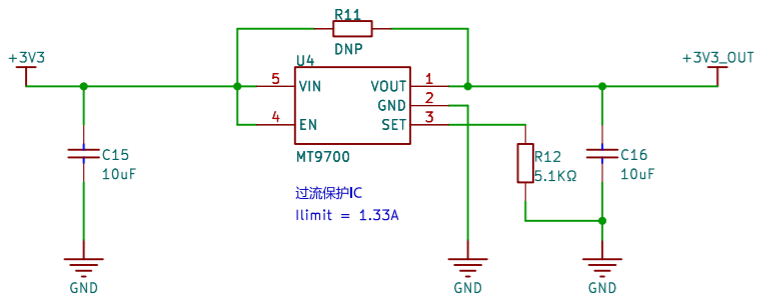 R11
DNP
+3V3
+3V3_OUT
U4
5
VIN
VOUT
1
GND
2
4
EN
SET
3
MT9700
C15
10uF
R12
5.1KΩ
C16
10uF
过流保护IC
Ilimit = 1.33A
GND
GND
GND